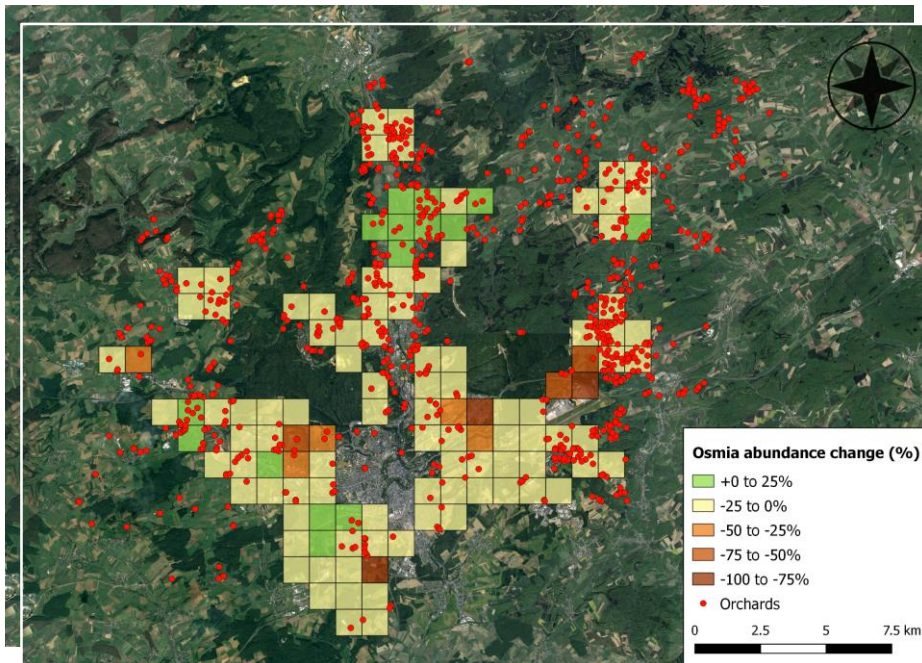 Osmia abundance change (%)
+0 to 25%
-25 to 0%
-50 to -25%
-75 to -50%
-100 to -75%
Orchards
0 2.5 5 7.5 km